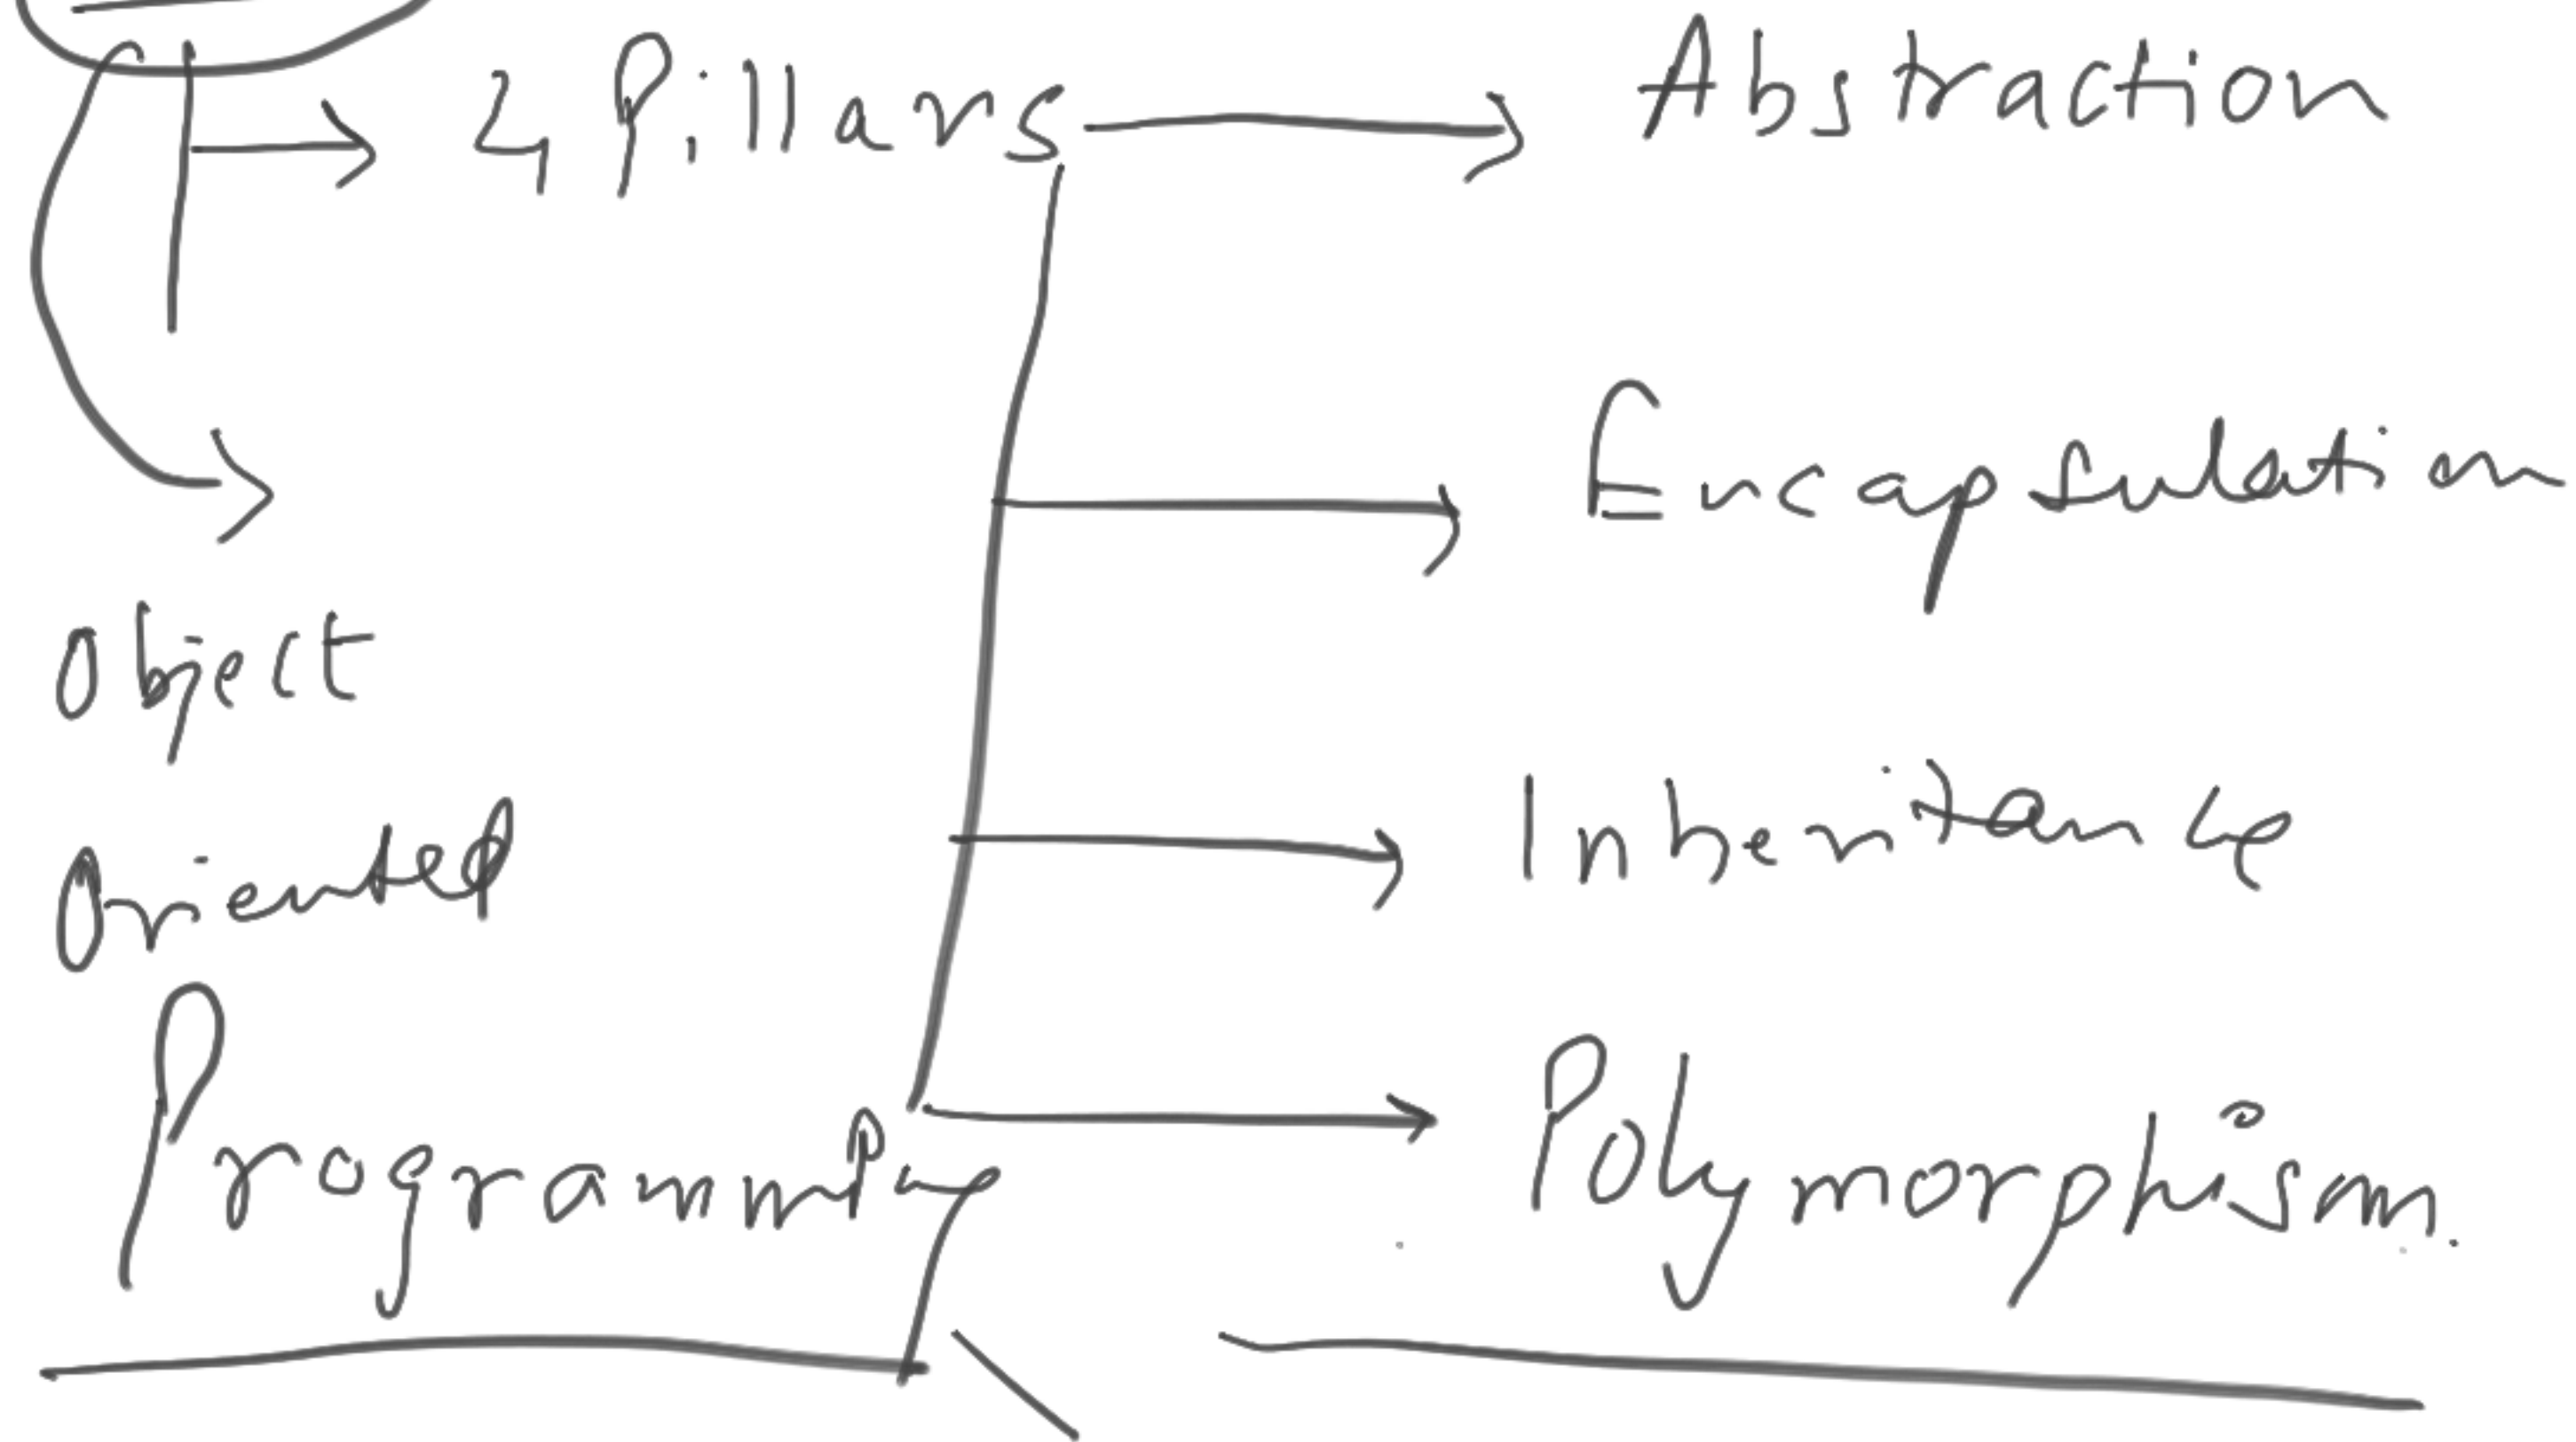 4 Pillars
Abstraction
Encapsulation
Inheritance
Polymorphism.
Object
Oriented
Programming